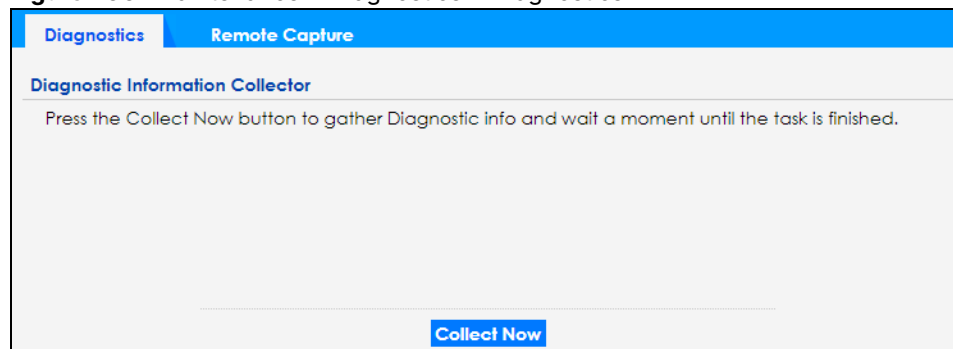 Diagnostics Remote Capture
Diagnostic Information Collector
Press the Collect Now button to gather Diagnostic info and wait a moment until the task is finished.
Collect Now